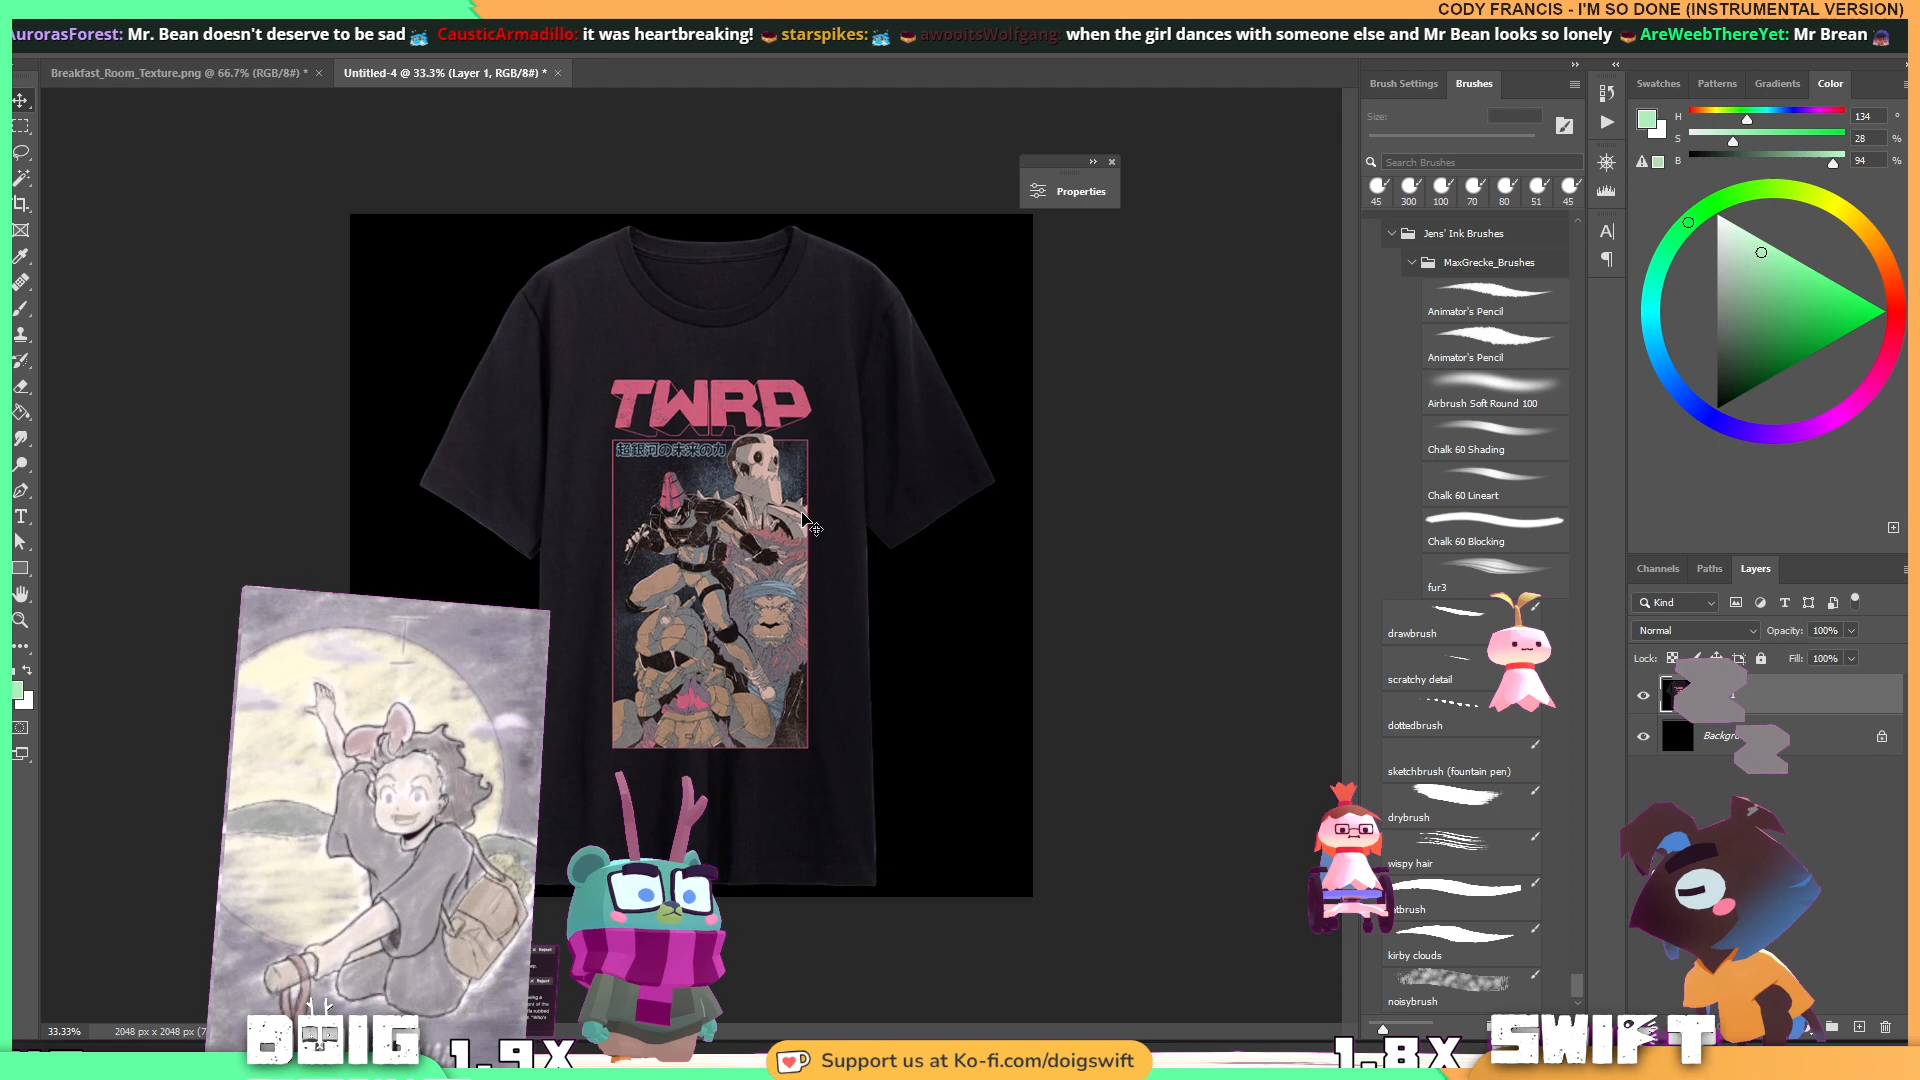 CODY FRANCIS - I'M SO DONE (INSTRUMENTAL VERSION)
AurorasForest: Mr. Bean doesn't deserve to be sad CausticArmadillo: it was heartbreaking! starspikes: awooitsWolfgang: when the girl dances with someone else and Mr Bean looks so lonely AreWeebThereYet: Mr Brean
Breakfast_Room_Texture.png @ 66.7% (RGB/8#) * ×
Untitled-4 @ 33.3% (Layer 1, RGB/8#) * ×
Brush Settings
Brushes
Size:
Search Brushes
45 300 100 70 80 51 45
Jens' Ink Brushes
MaxGrecke_Brushes
Animator's Pencil
Animator's Pencil
Airbrush Soft Round 100
Chalk 60 Shading
Chalk 60 Lineart
Chalk 60 Blocking
fur3
drawbrush
scratchy detail
dottedbrush
sketchbrush (fountain pen)
drybrush
wispy hair
kirby clouds
noisybrush
Swatches
Patterns
Gradients
Color
H 134 °
S 28 %
B 94 %
Properties
TWRP
超銀河の未来の力
Channels
Paths
Layers
Kind
Normal
Opacity: 100%
Lock:
Fill: 100%
33.33%
2048 px x 2048 px
DOIG
1.9X
Support us at Ko-fi.com/doigswift
1.8X
SWIFT